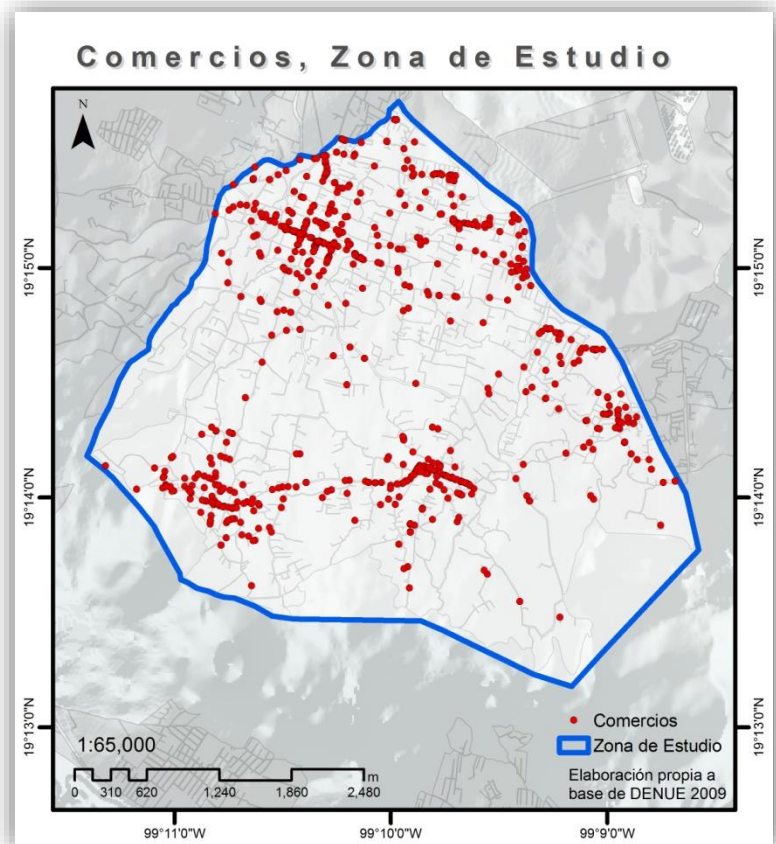 Comercios, Zona de Estudio
N
19°15'0"N
19°15'0"N
19°14'0"N
19°14'0"N
19°13'0"N
19°13'0"N
Comercios
Zona de Estudio
Elaboración propia a
base de DENUE 2009
1:65,000
m
0 310 620 1,240 1,860 2,480
99°11'0"W 99°10'0"W 99°9'0"W